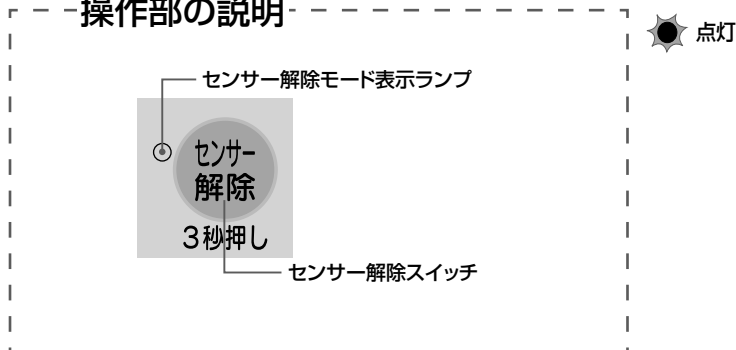 操作部の説明
点灯
センサー解除モード表示ランプ
センサー
解除
3秒押し
センサー解除スイッチ